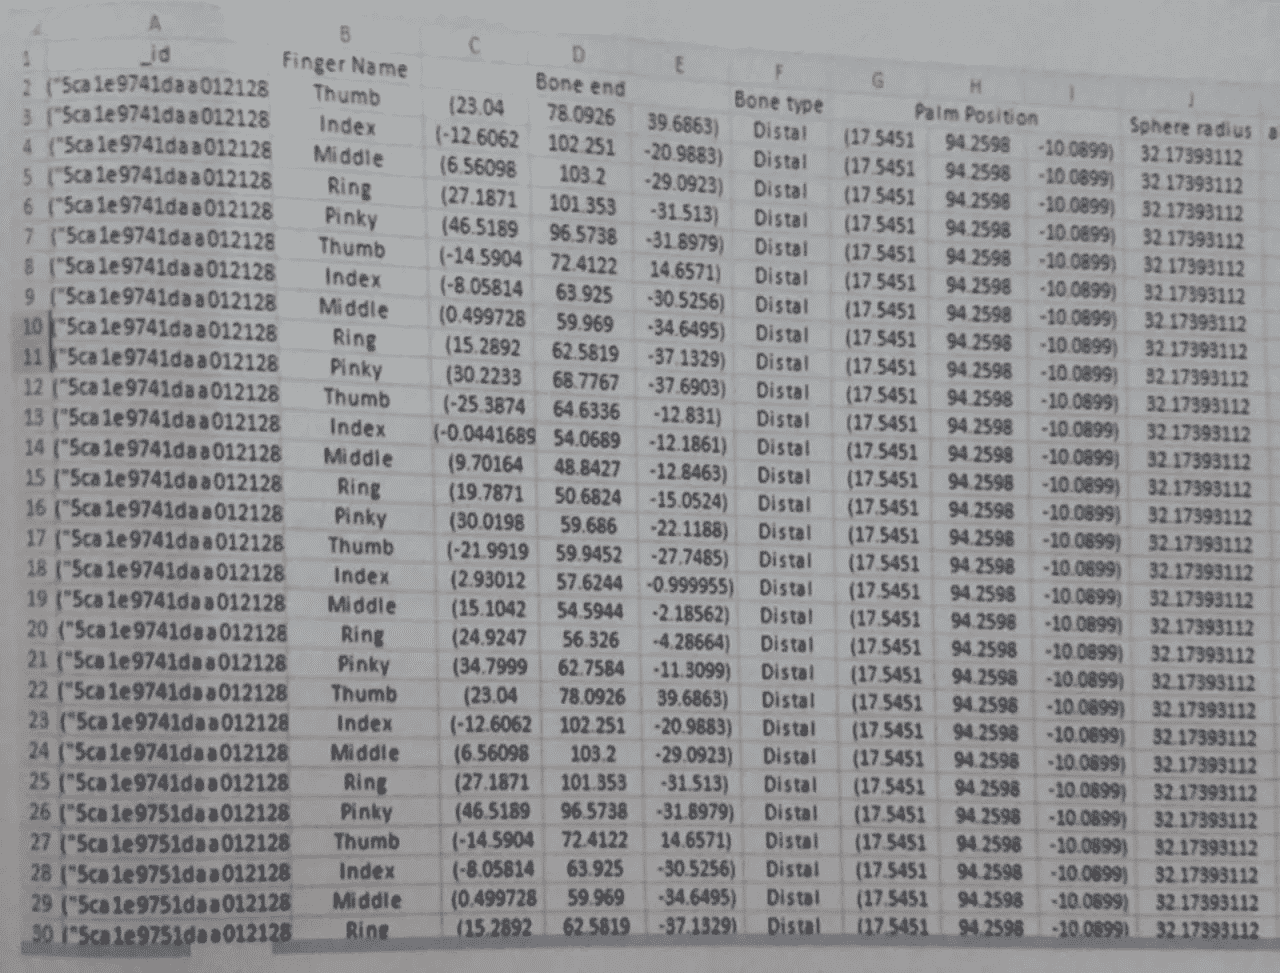 A B C D E F G H I J
1 _id Finger Name Bone end Bone type Palm Position Sphere radius a
2 ("5ca1e9741daa012128 Thumb (23.04 78.0926 39.6863) Distal (17.5451 94.2598 -10.0899) 32.17393112
3 ("5ca1e9741daa012128 Index (-12.6062 102.251 -20.9883) Distal (17.5451 94.2598 -10.0899) 32.17393112
4 ("5ca1e9741daa012128 Middle (6.56098 103.2 -29.0923) Distal (17.5451 94.2598 -10.0899) 32.17393112
5 ("5ca1e9741daa012128 Ring (27.1871 101.353 -31.513) Distal (17.5451 94.2598 -10.0899) 32.17393112
6 ("5ca1e9741daa012128 Pinky (46.5189 96.5738 -31.8979) Distal (17.5451 94.2598 -10.0899) 32.17393112
7 ("5ca1e9741daa012128 Thumb (-14.5904 72.4122 14.6571) Distal (17.5451 94.2598 -10.0899) 32.17393112
8 ("5ca1e9741daa012128 Index (-8.05814 63.925 -30.5256) Distal (17.5451 94.2598 -10.0899) 32.17393112
9 ("5ca1e9741daa012128 Middle (0.499728 59.969 -34.6495) Distal (17.5451 94.2598 -10.0899) 32.17393112
10 ("5ca1e9741daa012128 Ring (15.2892 62.5819 -37.1329) Distal (17.5451 94.2598 -10.0899) 32.17393112
11 ("5ca1e9741daa012128 Pinky (30.2233 68.7767 -37.6903) Distal (17.5451 94.2598 -10.0899) 32.17393112
12 ("5ca1e9741daa012128 Thumb (-25.3874 64.6336 -12.831) Distal (17.5451 94.2598 -10.0899) 32.17393112
13 ("5ca1e9741daa012128 Index (-0.0441689 54.0689 -12.1861) Distal (17.5451 94.2598 -10.0899) 32.17393112
14 ("5ca1e9741daa012128 Middle (9.70164 48.8427 -12.8463) Distal (17.5451 94.2598 -10.0899) 32.17393112
15 ("5ca1e9741daa012128 Ring (19.7871 50.6824 -15.0524) Distal (17.5451 94.2598 -10.0899) 32.17393112
16 ("5ca1e9741daa012128 Pinky (30.0198 59.686 -22.1188) Distal (17.5451 94.2598 -10.0899) 32.17393112
17 ("5ca1e9741daa012128 Thumb (-21.9919 59.9452 -27.7485) Distal (17.5451 94.2598 -10.0899) 32.17393112
18 ("5ca1e9741daa012128 Index (2.93012 57.6244 -0.999955) Distal (17.5451 94.2598 -10.0899) 32.17393112
19 ("5ca1e9741daa012128 Middle (15.1042 54.5944 -2.18562) Distal (17.5451 94.2598 -10.0899) 32.17393112
20 ("5ca1e9741daa012128 Ring (24.9247 56.326 -4.28664) Distal (17.5451 94.2598 -10.0899) 32.17393112
21 ("5ca1e9741daa012128 Pinky (34.7999 62.7584 -11.3099) Distal (17.5451 94.2598 -10.0899) 32.17393112
22 ("5ca1e9741daa012128 Thumb (23.04 78.0926 39.6863) Distal (17.5451 94.2598 -10.0899) 32.17393112
23 ("5ca1e9741daa012128 Index (-12.6062 102.251 -20.9883) Distal (17.5451 94.2598 -10.0899) 32.17393112
24 ("5ca1e9741daa012128 Middle (6.56098 103.2 -29.0923) Distal (17.5451 94.2598 -10.0899) 32.17393112
25 ("5ca1e9741daa012128 Ring (27.1871 101.353 -31.513) Distal (17.5451 94.2598 -10.0899) 32.17393112
26 ("5ca1e9751daa012128 Pinky (46.5189 96.5738 -31.8979) Distal (17.5451 94.2598 -10.0899) 32.17393112
27 ("5ca1e9751daa012128 Thumb (-14.5904 72.4122 14.6571) Distal (17.5451 94.2598 -10.0899) 32.17393112
28 ("5ca1e9751daa012128 Index (-8.05814 63.925 -30.5256) Distal (17.5451 94.2598 -10.0899) 32.17393112
29 ("5ca1e9751daa012128 Middle (0.499728 59.969 -34.6495) Distal (17.5451 94.2598 -10.0899) 32.17393112
30 ("5ca1e9751daa012128 Ring (15.2892 62.5819 -37.1329) Distal (17.5451 94.2598 -10.0899) 32.17393112